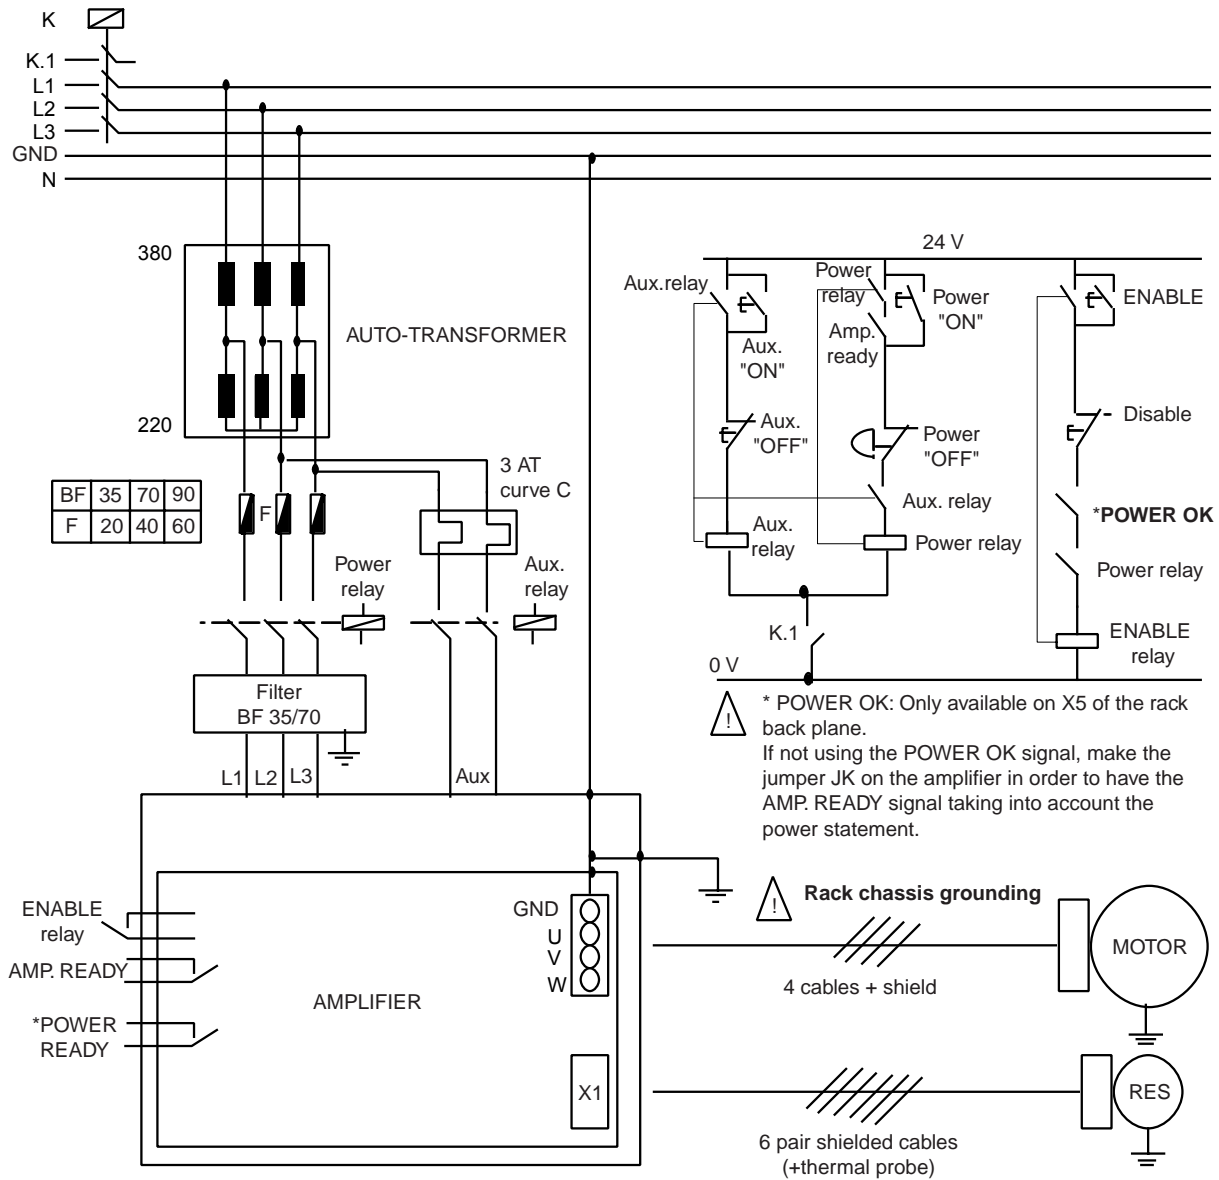 K
K.1
L1
L2
L3
GND
N
380
220
AUTO-TRANSFORMER
BF 35 70 90
F 20 40 60
F
3 AT
curve C
Power
relay
Aux.
relay
Filter
BF 35/70
L1 L2 L3
Aux
24 V
Aux.relay
Aux.
"ON"
Aux.
"OFF"
Aux.
relay
Power
relay
Power
"ON"
Amp.
ready
Power
"OFF"
Aux. relay
Power relay
ENABLE
Disable
*POWER OK
Power relay
ENABLE
relay
K.1
0 V
!
* POWER OK: Only available on X5 of the rack
back plane.
If not using the POWER OK signal, make the
jumper JK on the amplifier in order to have the
AMP. READY signal taking into account the
power statement.
!
Rack chassis grounding
ENABLE
relay
AMP. READY
*POWER
READY
AMPLIFIER
GND
U
V
W
X1
4 cables + shield
MOTOR
6 pair shielded cables
(+thermal probe)
RES